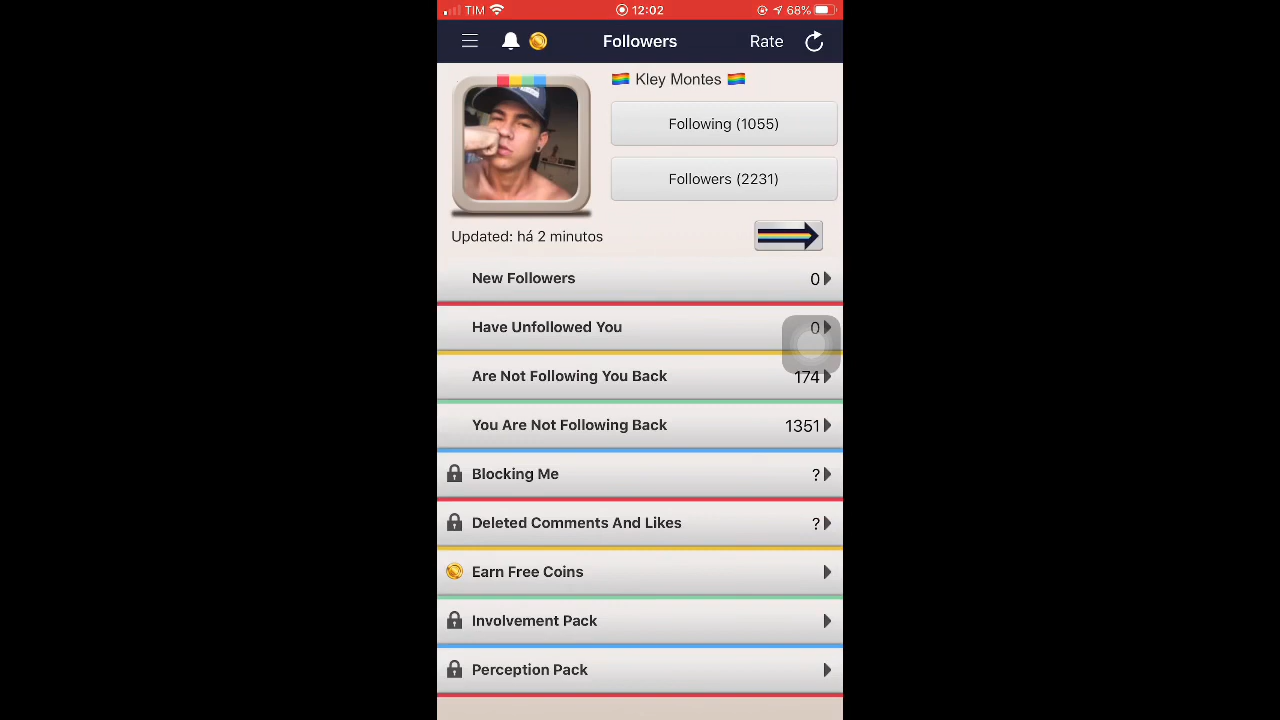 TIM 12:02 68%
Followers Rate
🏳️‍🌈 Kley Montes 🏳️‍🌈
Following (1055)
Followers (2231)
Updated: há 2 minutos
New Followers 0
Have Unfollowed You 0
Are Not Following You Back 174
You Are Not Following Back 1351
Blocking Me ?
Deleted Comments And Likes ?
Earn Free Coins
Involvement Pack
Perception Pack